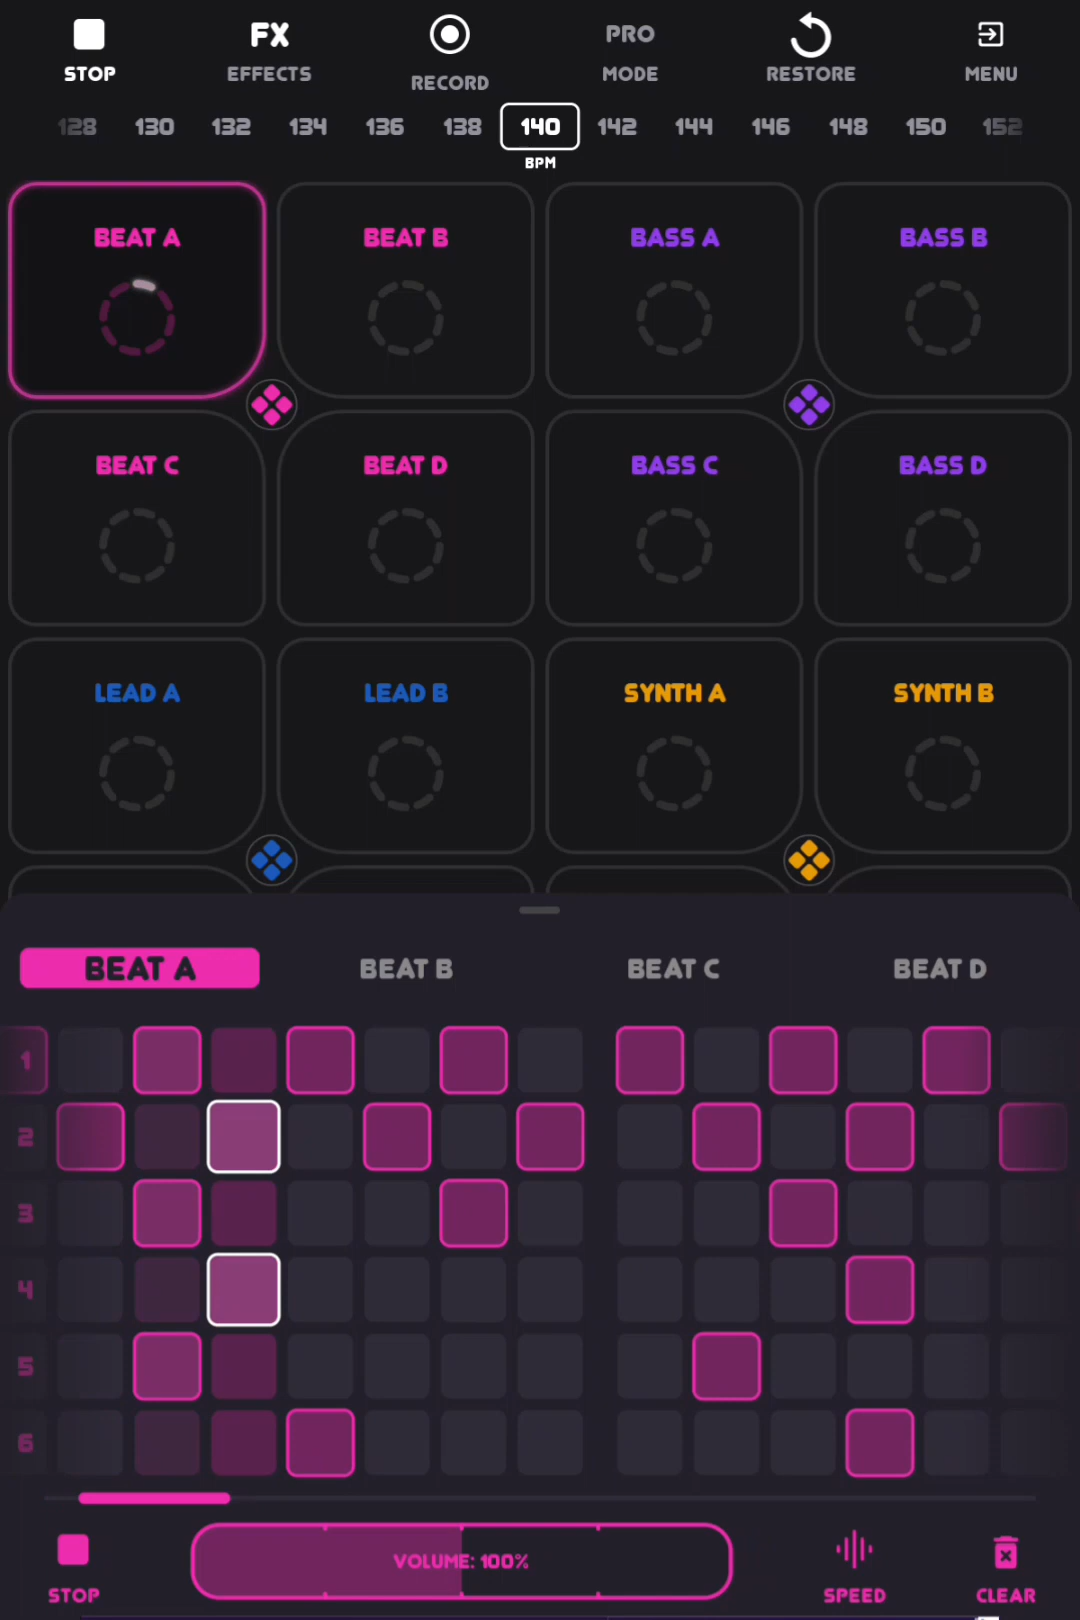 FX
PRO
STOP
EFFECTS
RECORD
MODE
RESTORE
MENU
128 130 132 134 136 138 140 142 144 146 148 150 152
BPM
BEAT A
BEAT B
BASS A
BASS B
BEAT C
BEAT D
BASS C
BASS D
LEAD A
LEAD B
SYNTH A
SYNTH B
BEAT A
BEAT B
BEAT C
BEAT D
1
2
3
4
5
6
VOLUME: 100%
STOP
SPEED
CLEAR